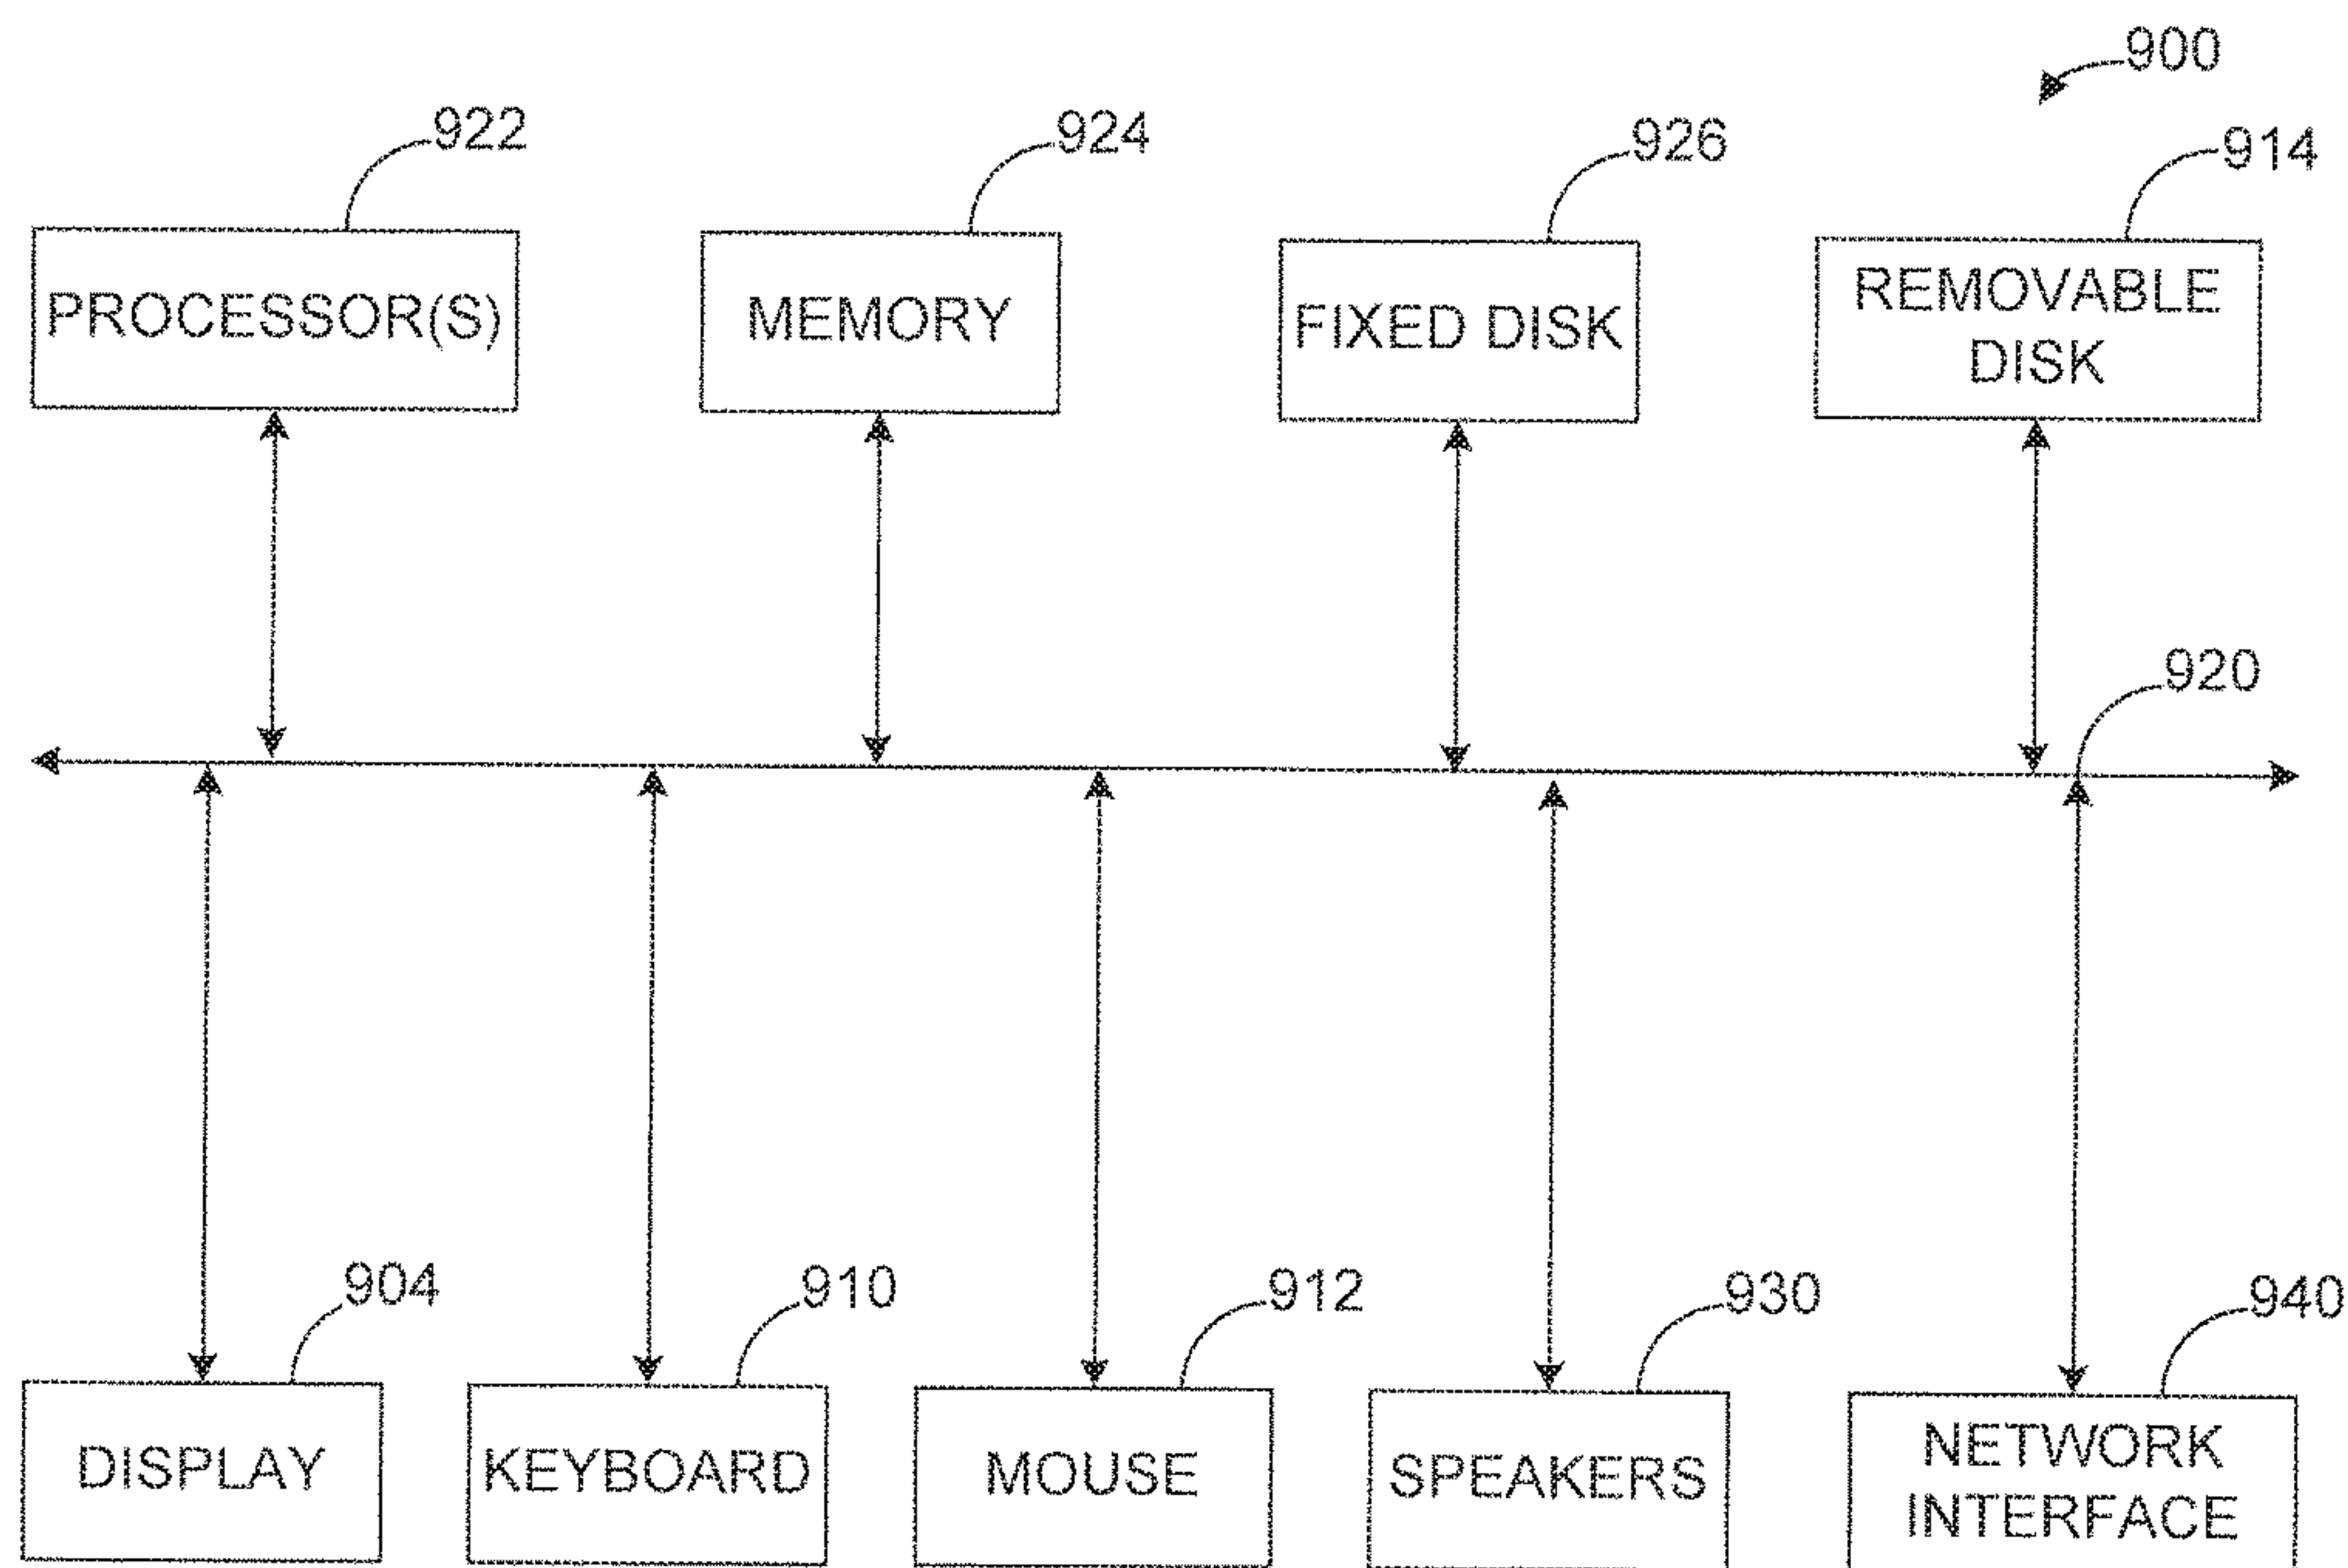 900
922
924
926
914
PROCESSOR(S)
MEMORY
FIXED DISK
REMOVABLE
DISK
920
904
910
912
930
940
DISPLAY
KEYBOARD
MOUSE
SPEAKERS
NETWORK
INTERFACE